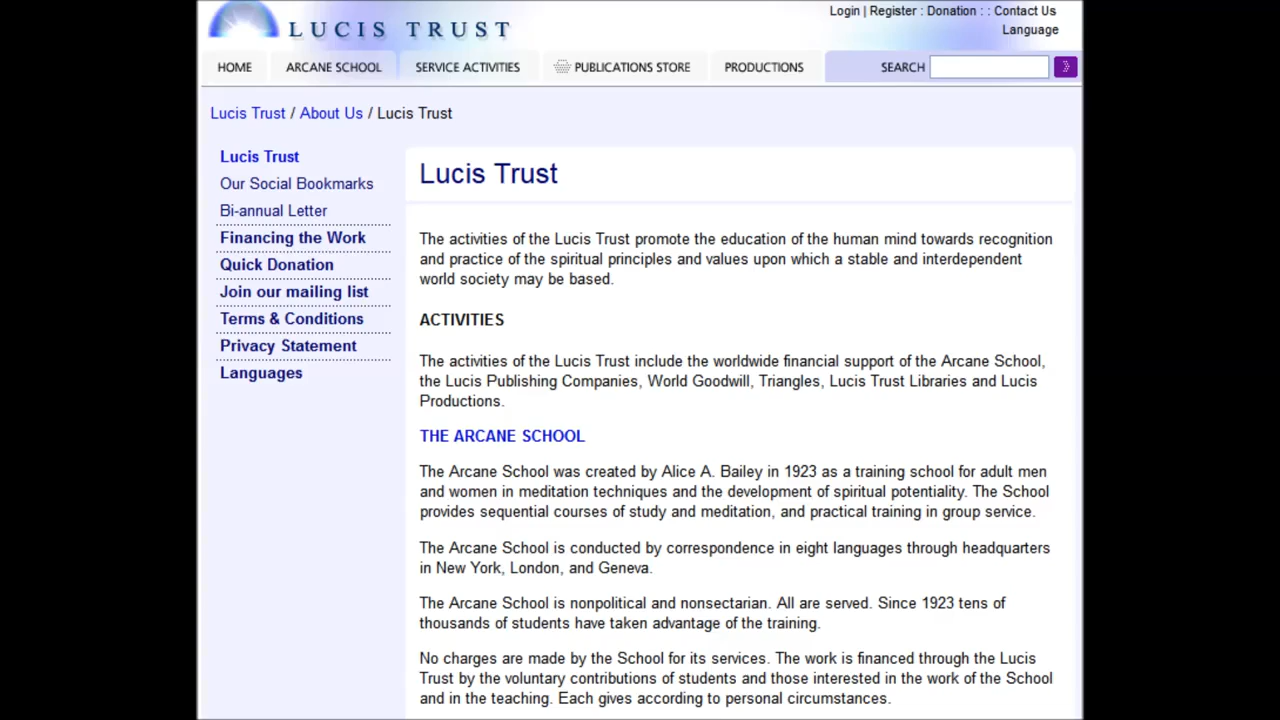 LUCIS TRUST
Login | Register : Donation : : Contact Us
Language
HOME
ARCANE SCHOOL
SERVICE ACTIVITIES
PUBLICATIONS STORE
PRODUCTIONS
SEARCH
Lucis Trust / About Us / Lucis Trust
Lucis Trust
Our Social Bookmarks
Bi-annual Letter
Financing the Work
Quick Donation
Join our mailing list
Terms & Conditions
Privacy Statement
Languages
Lucis Trust
The activities of the Lucis Trust promote the education of the human mind towards recognition
and practice of the spiritual principles and values upon which a stable and interdependent
world society may be based.
ACTIVITIES
The activities of the Lucis Trust include the worldwide financial support of the Arcane School,
the Lucis Publishing Companies, World Goodwill, Triangles, Lucis Trust Libraries and Lucis
Productions.
THE ARCANE SCHOOL
The Arcane School was created by Alice A. Bailey in 1923 as a training school for adult men
and women in meditation techniques and the development of spiritual potentiality. The School
provides sequential courses of study and meditation, and practical training in group service.
The Arcane School is conducted by correspondence in eight languages through headquarters
in New York, London, and Geneva.
The Arcane School is nonpolitical and nonsectarian. All are served. Since 1923 tens of
thousands of students have taken advantage of the training.
No charges are made by the School for its services. The work is financed through the Lucis
Trust by the voluntary contributions of students and those interested in the work of the School
and in the teaching. Each gives according to personal circumstances.